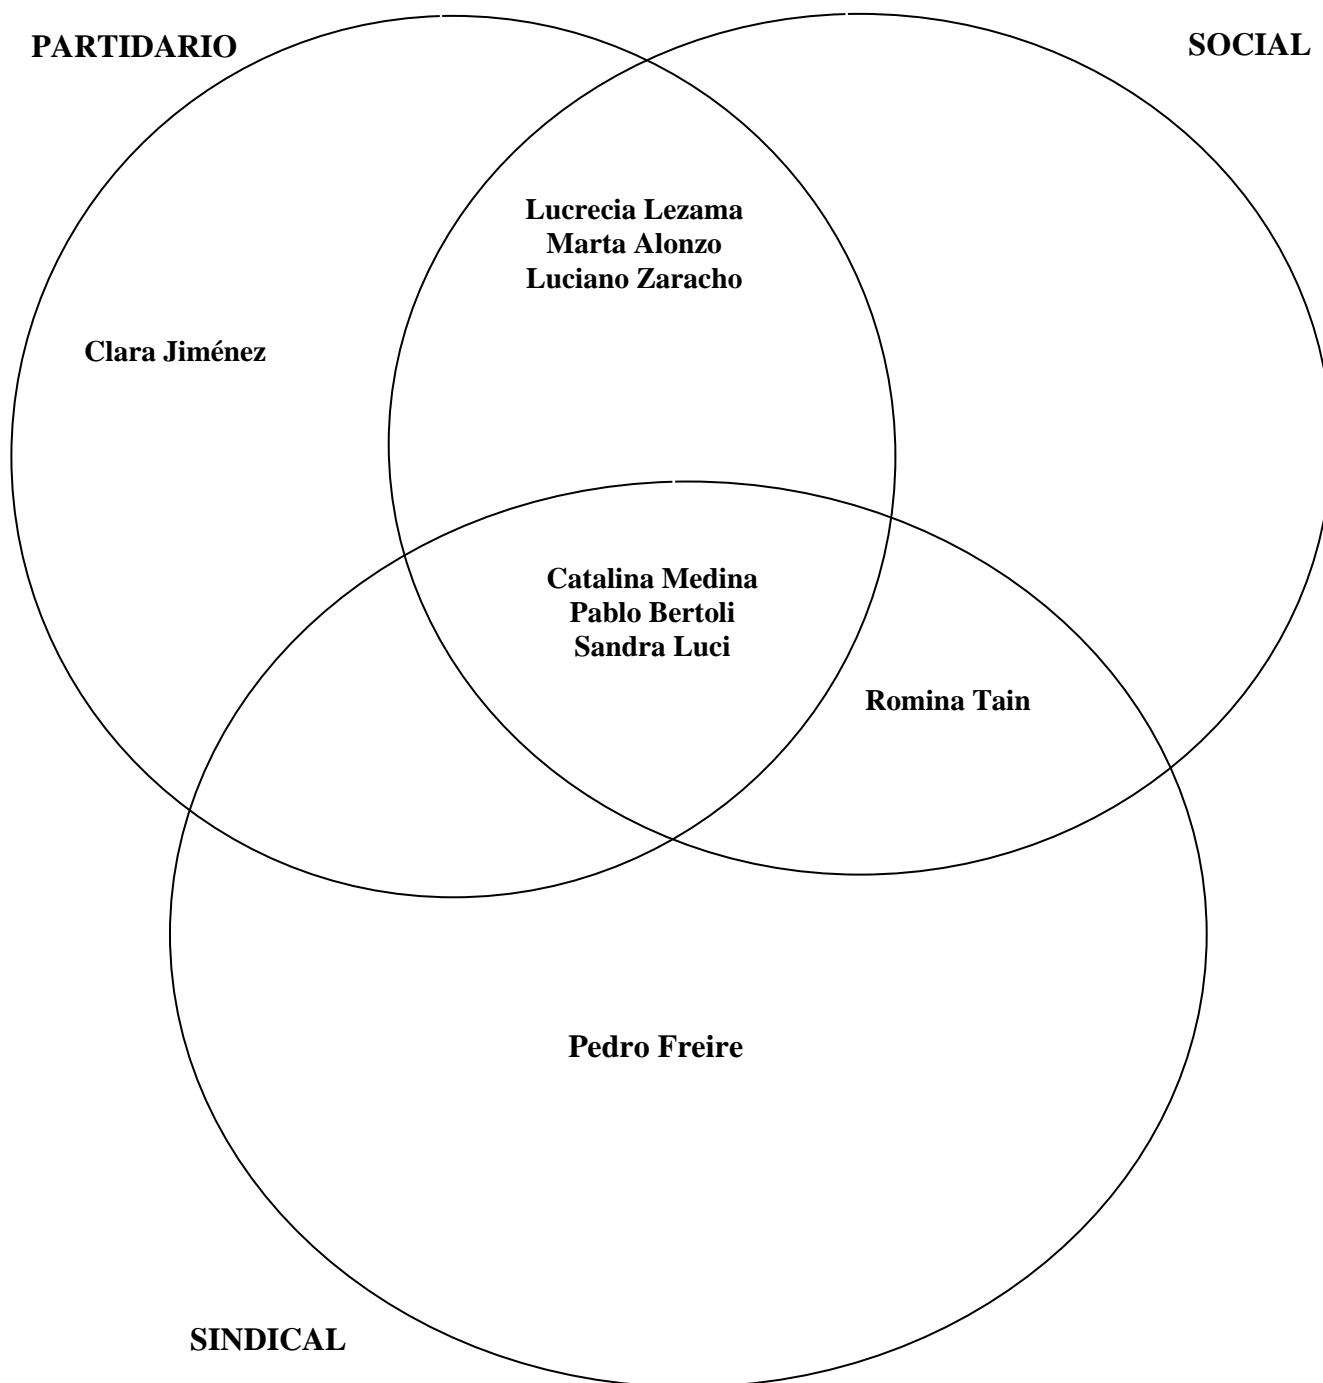 PARTIDARIO
SOCIAL
Lucrecia Lezama
Marta Alonzo
Luciano Zaracho
Clara Jiménez
Catalina Medina
Pablo Bertoli
Sandra Luci
Romina Tain
Pedro Freire
SINDICAL